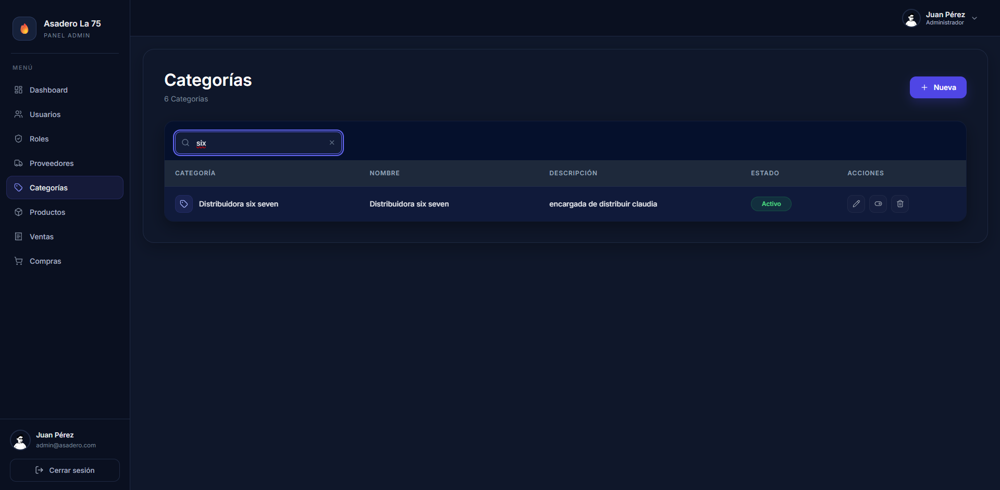 Asadero La 75
PANEL ADMIN
MENÚ
Dashboard
Usuarios
Roles
Proveedores
Categorías
Productos
Ventas
Compras
Juan Pérez
admin@asadero.com
Cerrar sesión
Juan Pérez
Administrador
Categorías
6 Categorias
Nueva
six
CATEGORÍA NOMBRE DESCRIPCIÓN ESTADO ACCIONES
Distribuidora six seven Distribuidora six seven encargada de distribuir claudia Activo